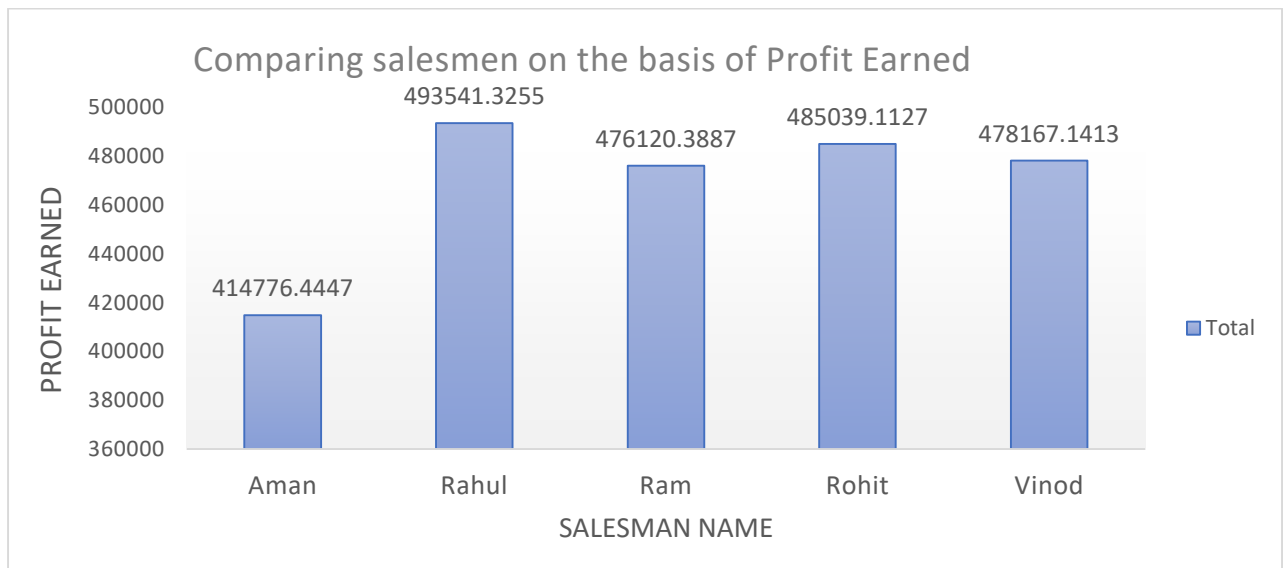 Comparing salesmen on the basis of Profit Earned
500000
480000
460000
440000
420000
400000
380000
360000
PROFIT EARNED
414776.4447
493541.3255
476120.3887
485039.1127
478167.1413
Aman
Rahul
Ram
Rohit
Vinod
SALESMAN NAME
Total